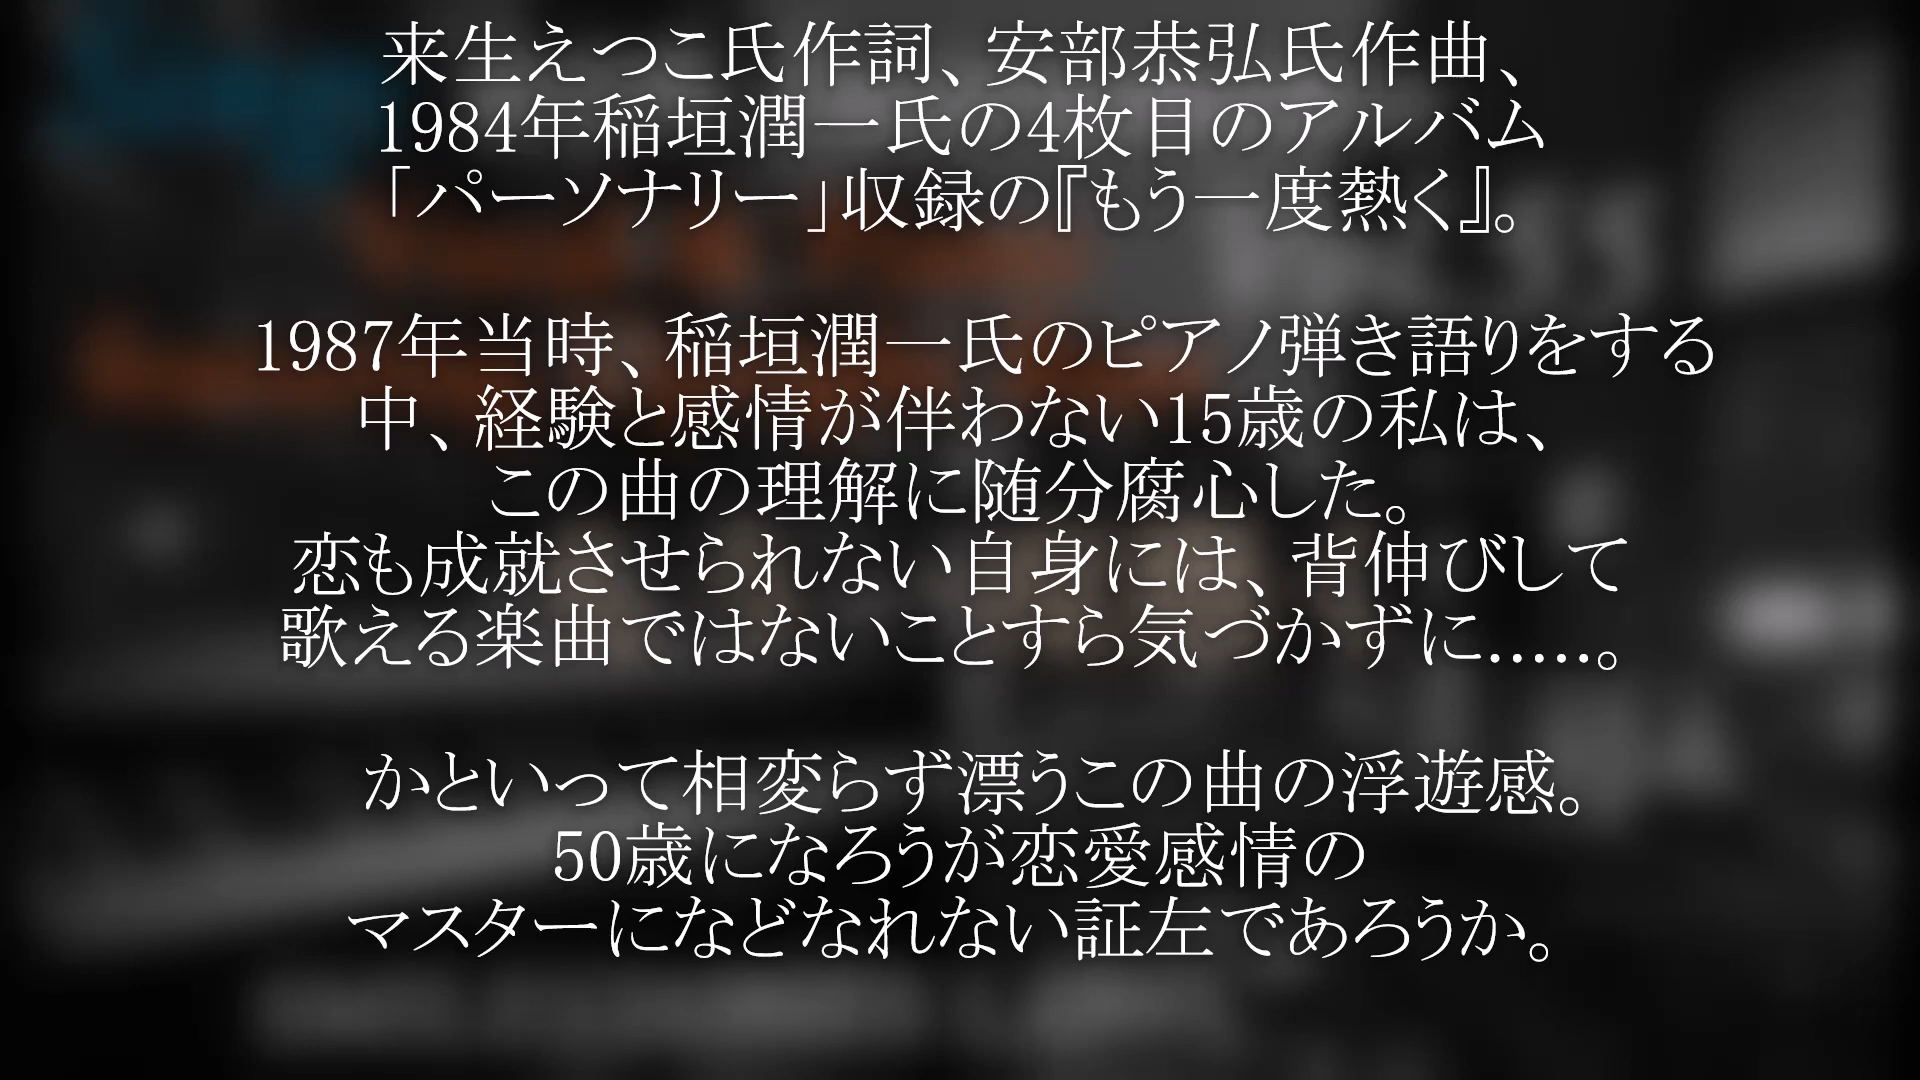 来生えつこ氏作詞、安部恭弘氏作曲、
1984年稲垣潤一氏の4枚目のアルバム
「パーソナリー」収録の『もう一度熱く』。
1987年当時、稲垣潤一氏のピアノ弾き語りをする
中、経験と感情が伴わない15歳の私は、
この曲の理解に随分腐心した。
恋も成就させられない自身には、背伸びして
歌える楽曲ではないことすら気づかずに.....。
かといって相変らず漂うこの曲の浮遊感。
50歳になろうが恋愛感情の
マスターになどなれない証左であろうか。